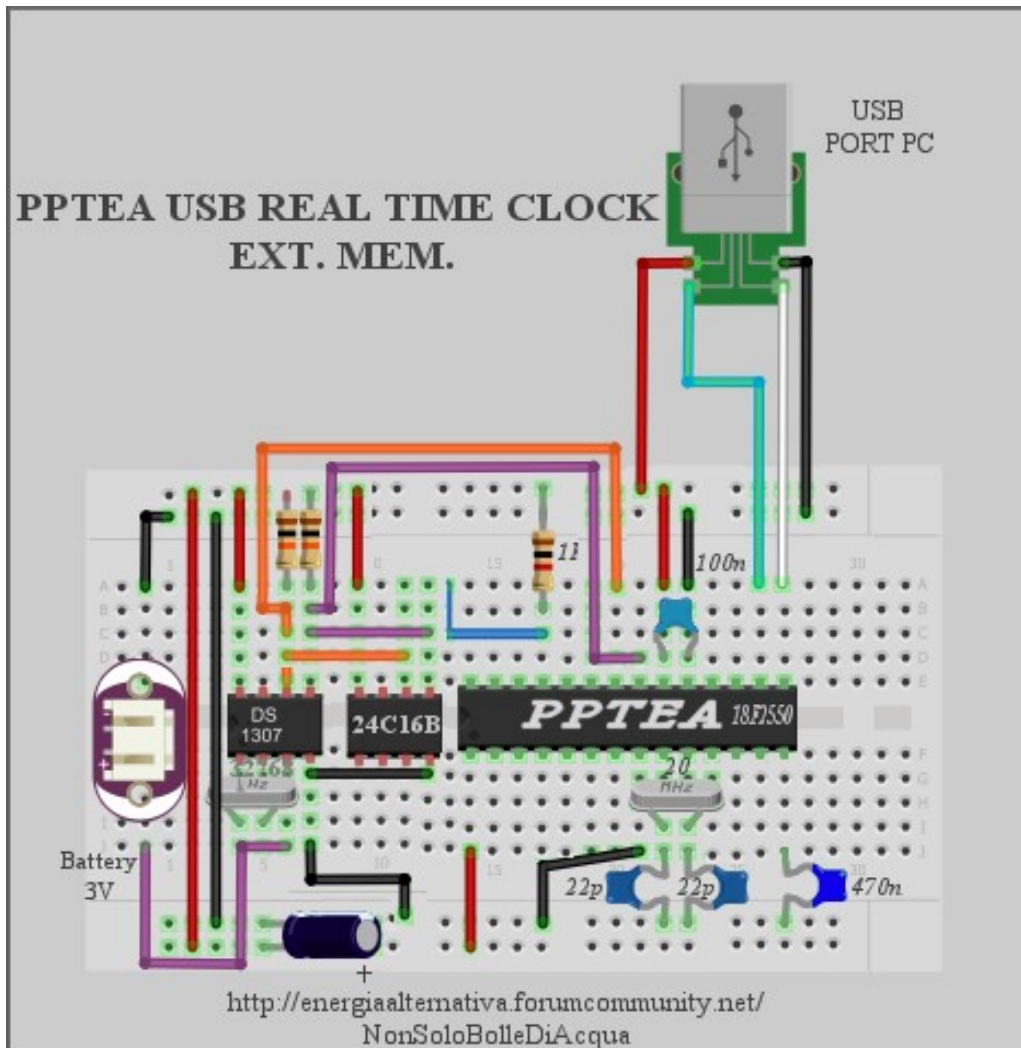 USB
PORT PC
PPTEA USB REAL TIME CLOCK
EXT. MEM.
100n
DS
1307
24C16B
PPTEA 18F2550
20
MHz
Hz
Battery
3V
22p
22p
470n
+
http://energiaalternativa.forumcommunity.net/
NonSoloBolleDiAcqua